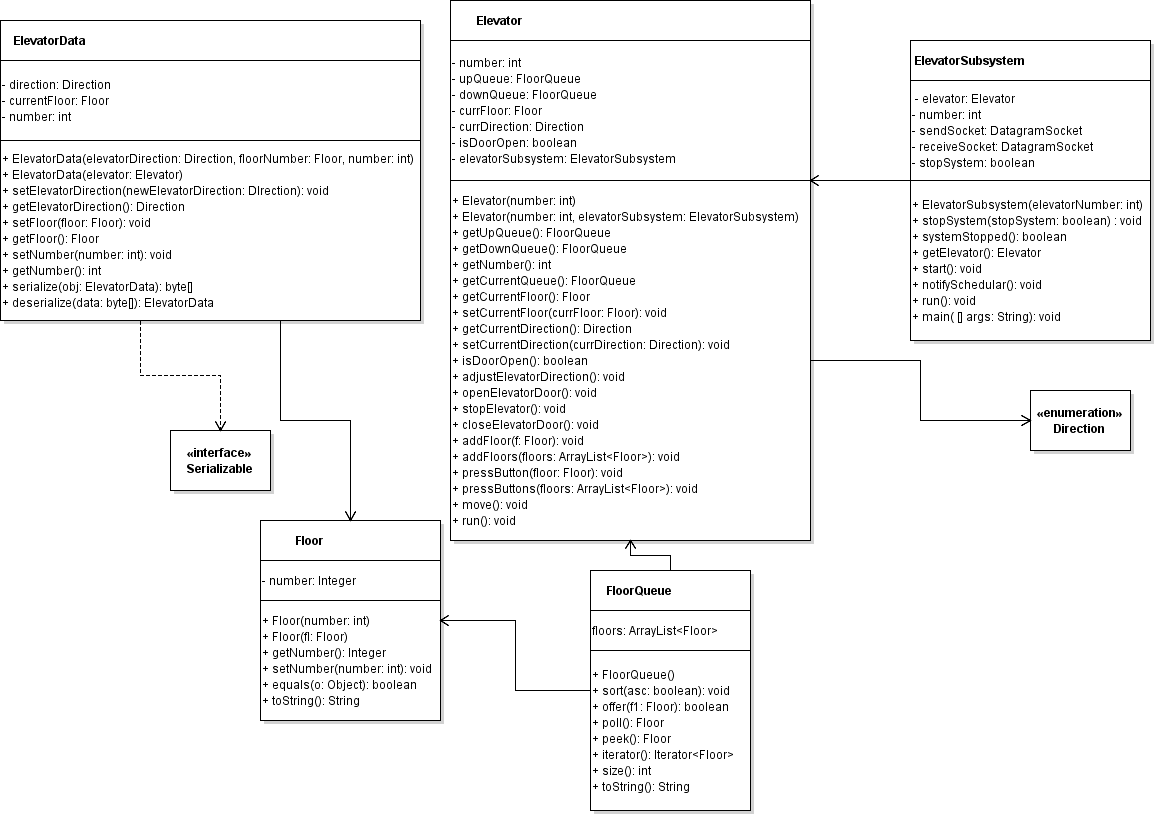 ElevatorData
- direction: Direction
- currentFloor: Floor
- number: int
+ ElevatorData(elevatorDirection: Direction, floorNumber: Floor, number: int)
+ ElevatorData(elevator: Elevator)
+ setElevatorDirection(newElevatorDirection: DIrection): void
+ getElevatorDirection(): Direction
+ setFloor(floor: Floor): void
+ getFloor(): Floor
+ setNumber(number: int): void
+ getNumber(): int
+ serialize(obj: ElevatorData): byte[]
+ deserialize(data: byte[]): ElevatorData
Elevator
- number: int
- upQueue: FloorQueue
- downQueue: FloorQueue
- currFloor: Floor
- currDirection: Direction
- isDoorOpen: boolean
- elevatorSubsystem: ElevatorSubsystem
+ Elevator(number: int)
+ Elevator(number: int, elevatorSubsystem: ElevatorSubsystem)
+ getUpQueue(): FloorQueue
+ getDownQueue(): FloorQueue
+ getNumber(): int
+ getCurrentQueue(): FloorQueue
+ getCurrentFloor(): Floor
+ setCurrentFloor(currFloor: Floor): void
+ getCurrentDirection(): Direction
+ setCurrentDirection(currDirection: Direction): void
+ isDoorOpen(): boolean
+ adjustElevatorDirection(): void
+ openElevatorDoor(): void
+ stopElevator(): void
+ closeElevatorDoor(): void
+ addFloor(f: Floor): void
+ addFloors(floors: ArrayList<Floor>): void
+ pressButton(floor: Floor): void
+ pressButtons(floors: ArrayList<Floor>): void
+ move(): void
+ run(): void
ElevatorSubsystem
- elevator: Elevator
- number: int
- sendSocket: DatagramSocket
- receiveSocket: DatagramSocket
- stopSystem: boolean
+ ElevatorSubsystem(elevatorNumber: int)
+ stopSystem(stopSystem: boolean) : void
+ systemStopped(): boolean
+ getElevator(): Elevator
+ start(): void
+ notifySchedular(): void
+ run(): void
+ main( [] args: String): void
«enumeration»
Direction
«interface»
Serializable
Floor
- number: Integer
+ Floor(number: int)
+ Floor(fl: Floor)
+ getNumber(): Integer
+ setNumber(number: int): void
+ equals(o: Object): boolean
+ toString(): String
FloorQueue
floors: ArrayList<Floor>
+ FloorQueue()
+ sort(asc: boolean): void
+ offer(f1: Floor): boolean
+ poll(): Floor
+ peek(): Floor
+ iterator(): Iterator<Floor>
+ size(): int
+ toString(): String